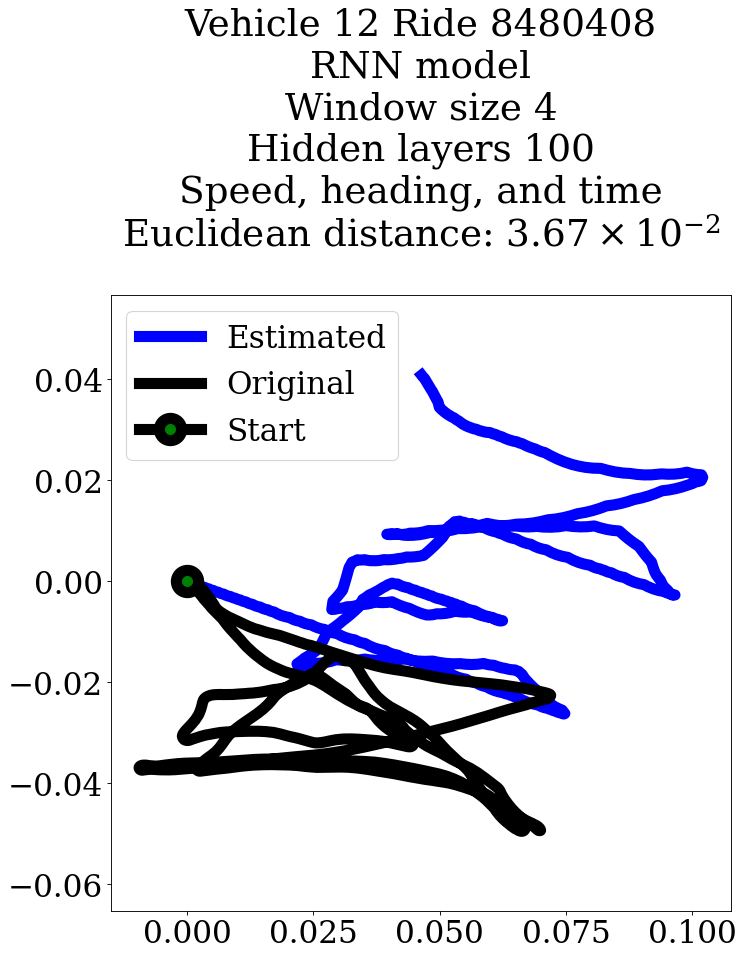 Vehicle 12 Ride 8480408
RNN model
Window size 4
Hidden layers 100
Speed, heading, and time
Euclidean distance: 3.67 × 10⁻²
Estimated
Original
Start
0.04
0.02
0.00
−0.02
−0.04
−0.06
0.000 0.025 0.050 0.075 0.100